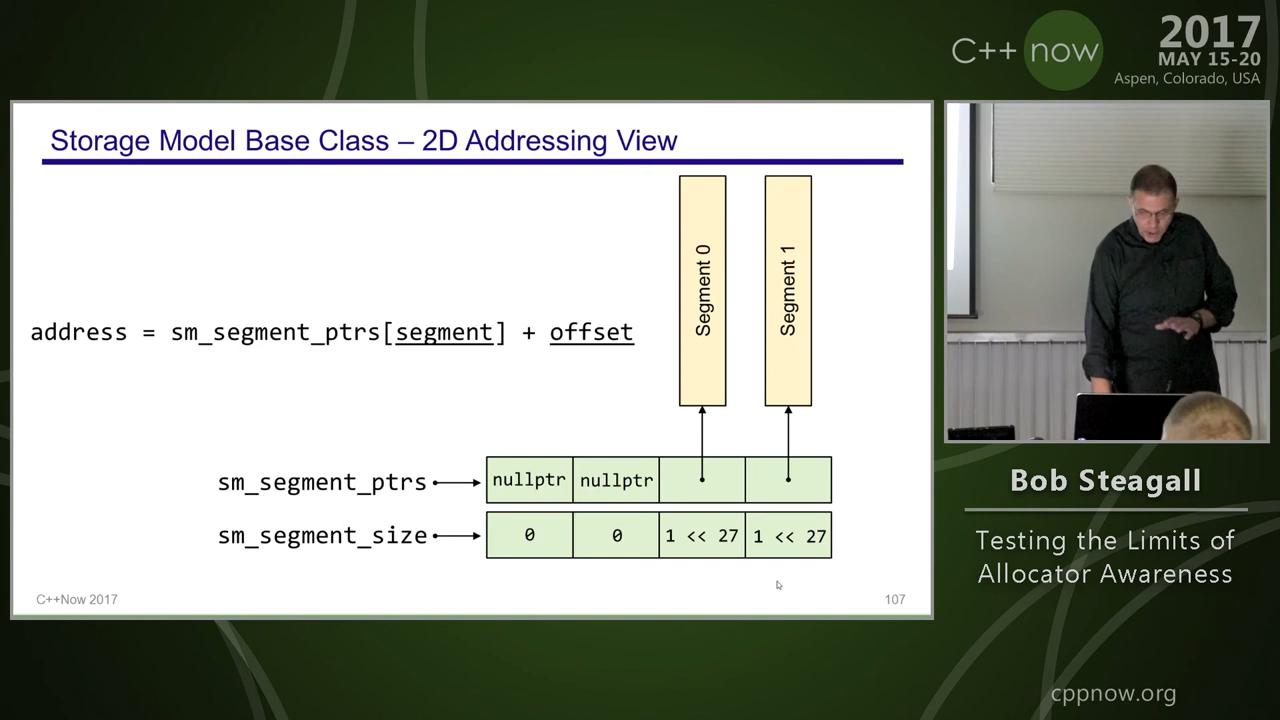 C++ now
2017
MAY 15-20
Aspen, Colorado, USA
Storage Model Base Class – 2D Addressing View
Segment 0
Segment 1
address = sm_segment_ptrs[segment] + offset
sm_segment_ptrs
nullptr nullptr
sm_segment_size
0 0 1 << 27 1 << 27
C++Now 2017
107
Bob Steagall
Testing the Limits of
Allocator Awareness
cppnow.org